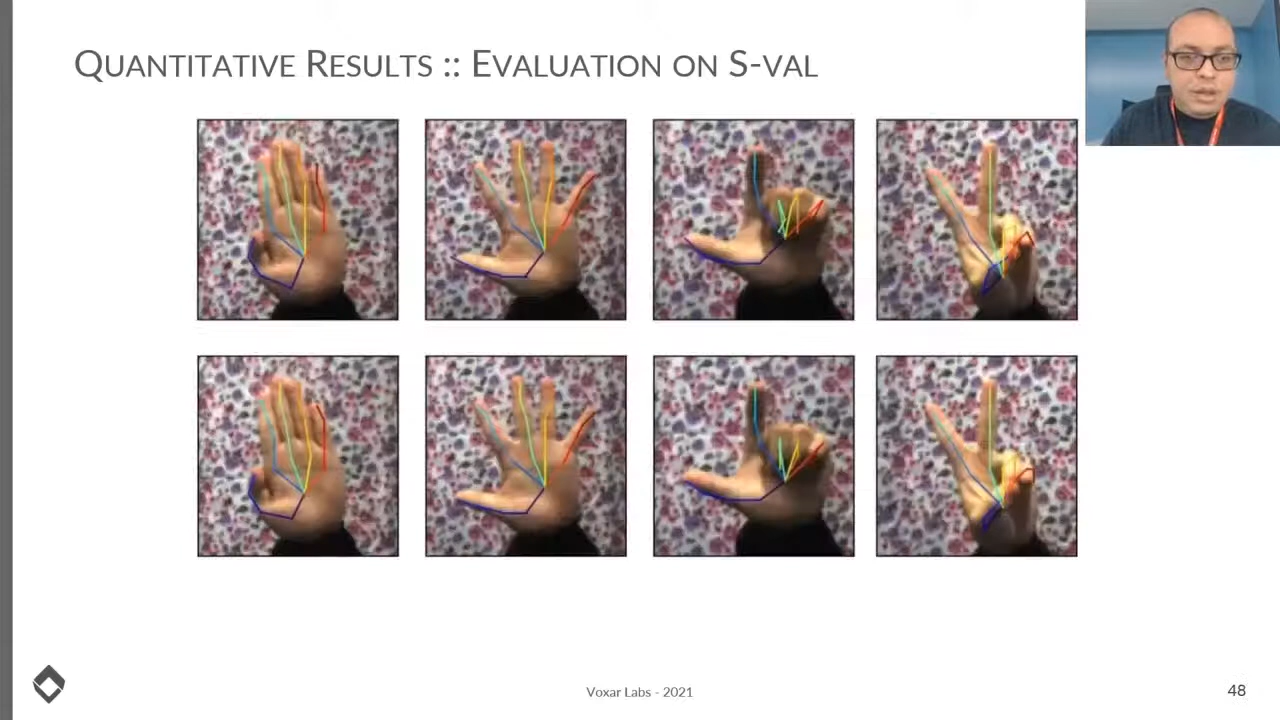 QUANTITATIVE RESULTS :: EVALUATION ON S-VAL
Voxar Labs - 2021
48